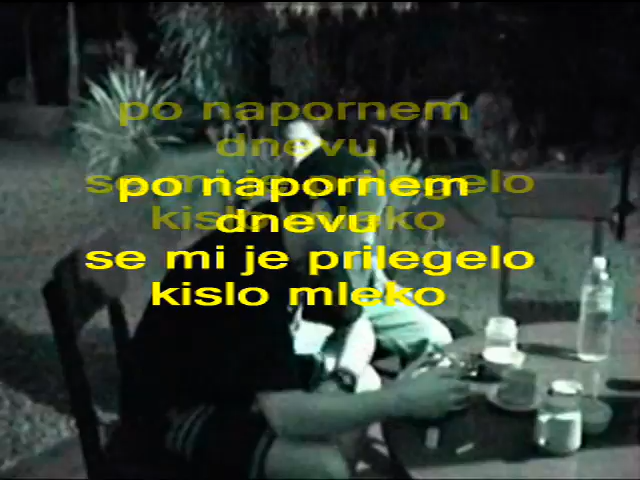 po napornem
dnevu
se mi je prilegelo
kislo mleko